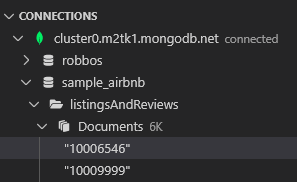 CONNECTIONS
cluster0.m2tk1.mongodb.net connected
robbos
sample_airbnb
listingsAndReviews
Documents 6K
"10006546"
"10009999"